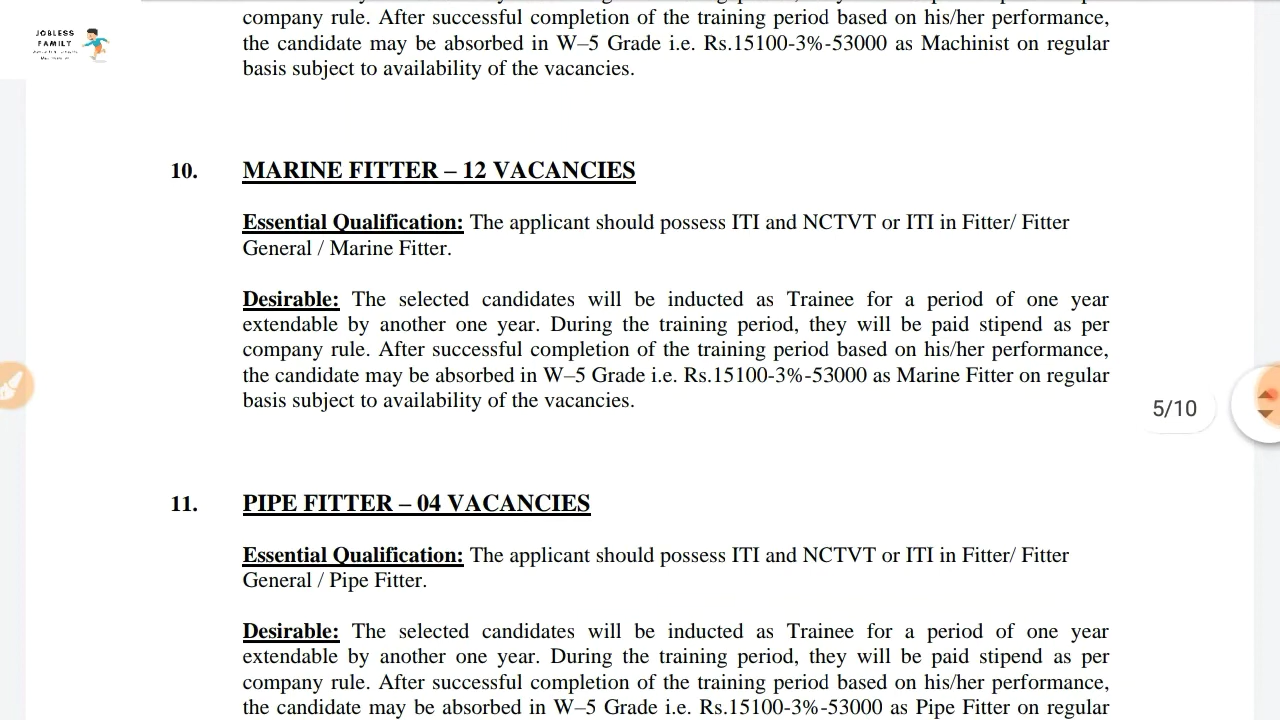 JOBLESS
FAMILY
company rule. After successful completion of the training period based on his/her performance,
the candidate may be absorbed in W–5 Grade i.e. Rs.15100-3%-53000 as Machinist on regular
basis subject to availability of the vacancies.
10. MARINE FITTER – 12 VACANCIES
Essential Qualification: The applicant should possess ITI and NCTVT or ITI in Fitter/ Fitter
General / Marine Fitter.
Desirable: The selected candidates will be inducted as Trainee for a period of one year
extendable by another one year. During the training period, they will be paid stipend as per
company rule. After successful completion of the training period based on his/her performance,
the candidate may be absorbed in W–5 Grade i.e. Rs.15100-3%-53000 as Marine Fitter on regular
basis subject to availability of the vacancies.
5/10
11. PIPE FITTER – 04 VACANCIES
Essential Qualification: The applicant should possess ITI and NCTVT or ITI in Fitter/ Fitter
General / Pipe Fitter.
Desirable: The selected candidates will be inducted as Trainee for a period of one year
extendable by another one year. During the training period, they will be paid stipend as per
company rule. After successful completion of the training period based on his/her performance,
the candidate may be absorbed in W–5 Grade i.e. Rs.15100-3%-53000 as Pipe Fitter on regular